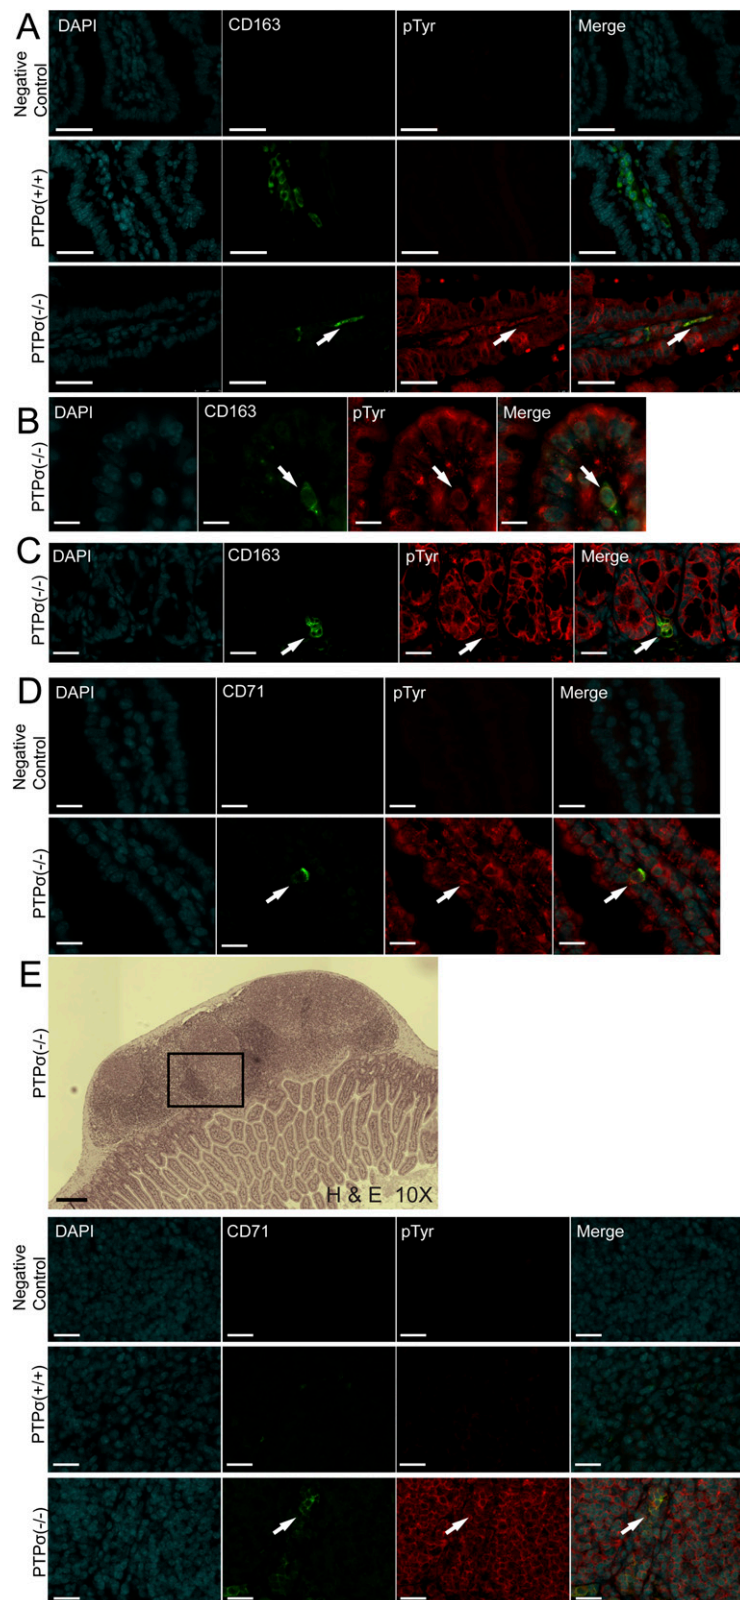 A
DAPI CD163 pTyr Merge
Negative
Control
PTPσ(+/+)
PTPσ(-/-)
B
DAPI CD163 pTyr Merge
PTPσ(-/-)
C
DAPI CD163 pTyr Merge
PTPσ(-/-)
D
DAPI CD71 pTyr Merge
Negative
Control
PTPσ(-/-)
E
PTPσ(-/-)
H & E 10X
DAPI CD71 pTyr Merge
Negative
Control
PTPσ(+/+)
PTPσ(-/-)